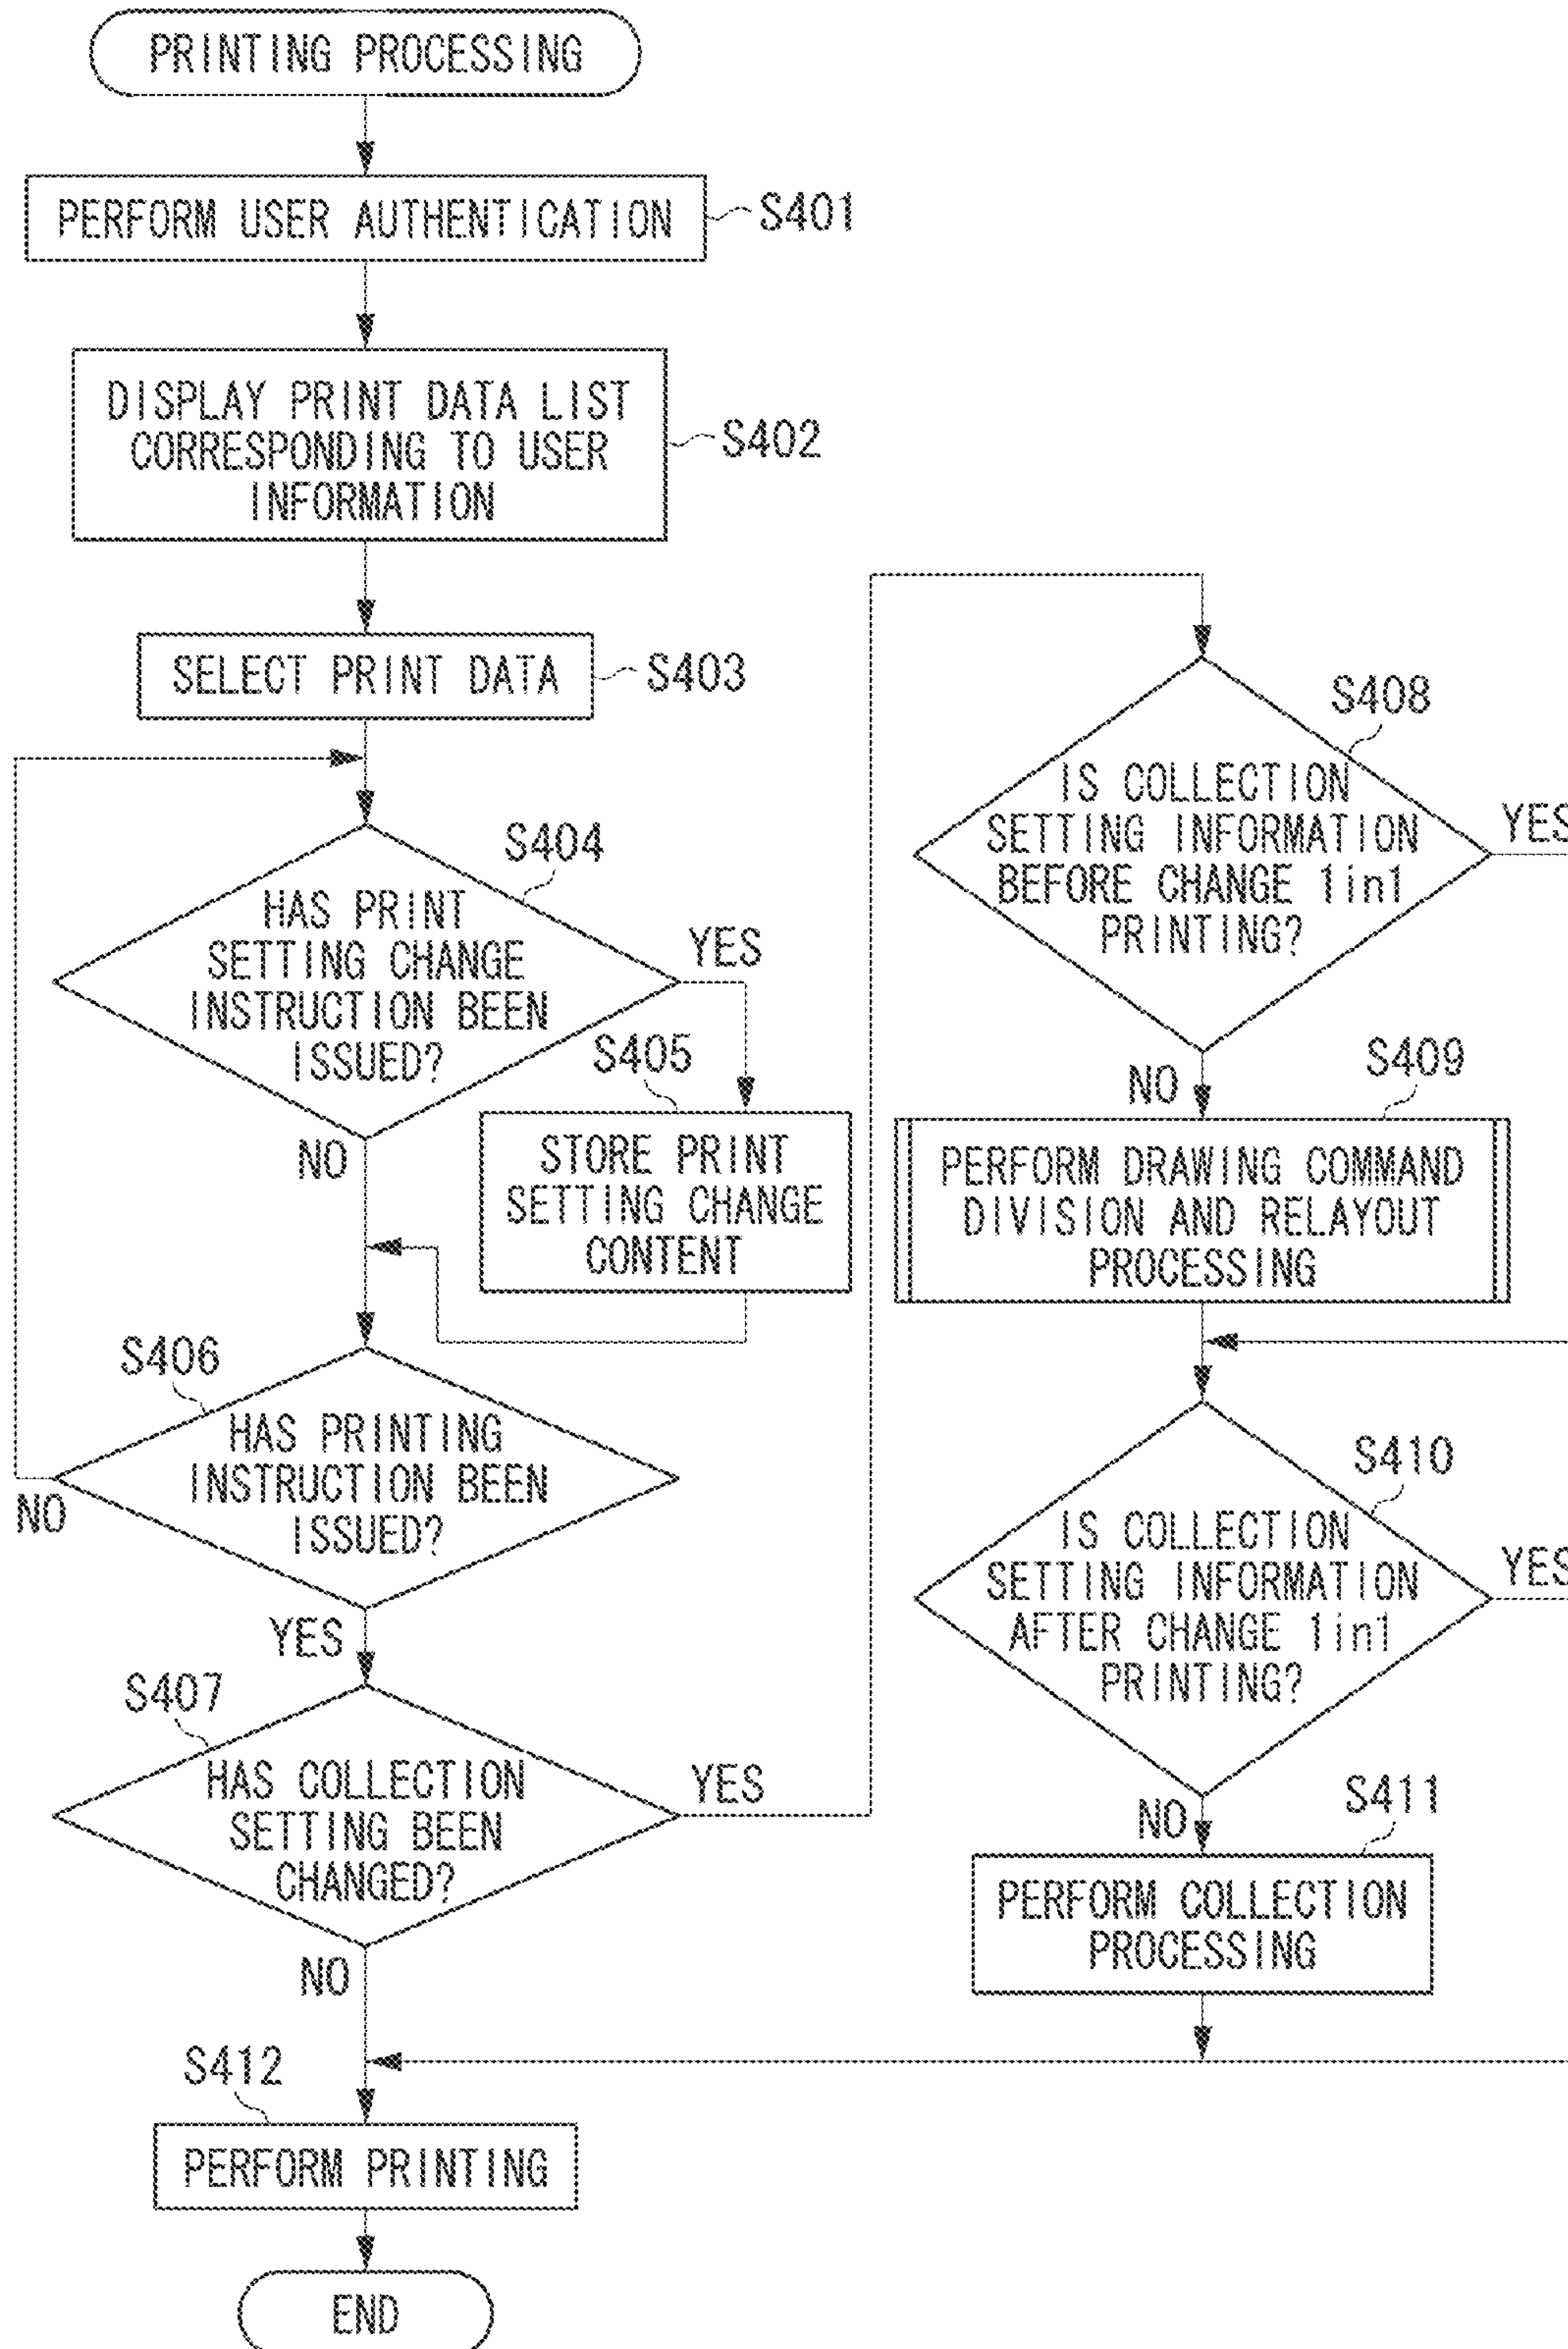 PRINTING PROCESSING
PERFORM USER AUTHENTICATION
S401
DISPLAY PRINT DATA LIST
CORRESPONDING TO USER
INFORMATION
S402
SELECT PRINT DATA
S403
S404
HAS PRINT
SETTING CHANGE
INSTRUCTION BEEN
ISSUED?
YES
NO
S405
STORE PRINT
SETTING CHANGE
CONTENT
S406
HAS PRINTING
INSTRUCTION BEEN
ISSUED?
NO
YES
S407
HAS COLLECTION
SETTING BEEN
CHANGED?
YES
NO
S408
IS COLLECTION
SETTING INFORMATION
BEFORE CHANGE 1in1
PRINTING?
YES
NO
S409
PERFORM DRAWING COMMAND
DIVISION AND RELAYOUT
PROCESSING
S410
IS COLLECTION
SETTING INFORMATION
AFTER CHANGE 1in1
PRINTING?
YES
NO
S411
PERFORM COLLECTION
PROCESSING
S412
PERFORM PRINTING
END